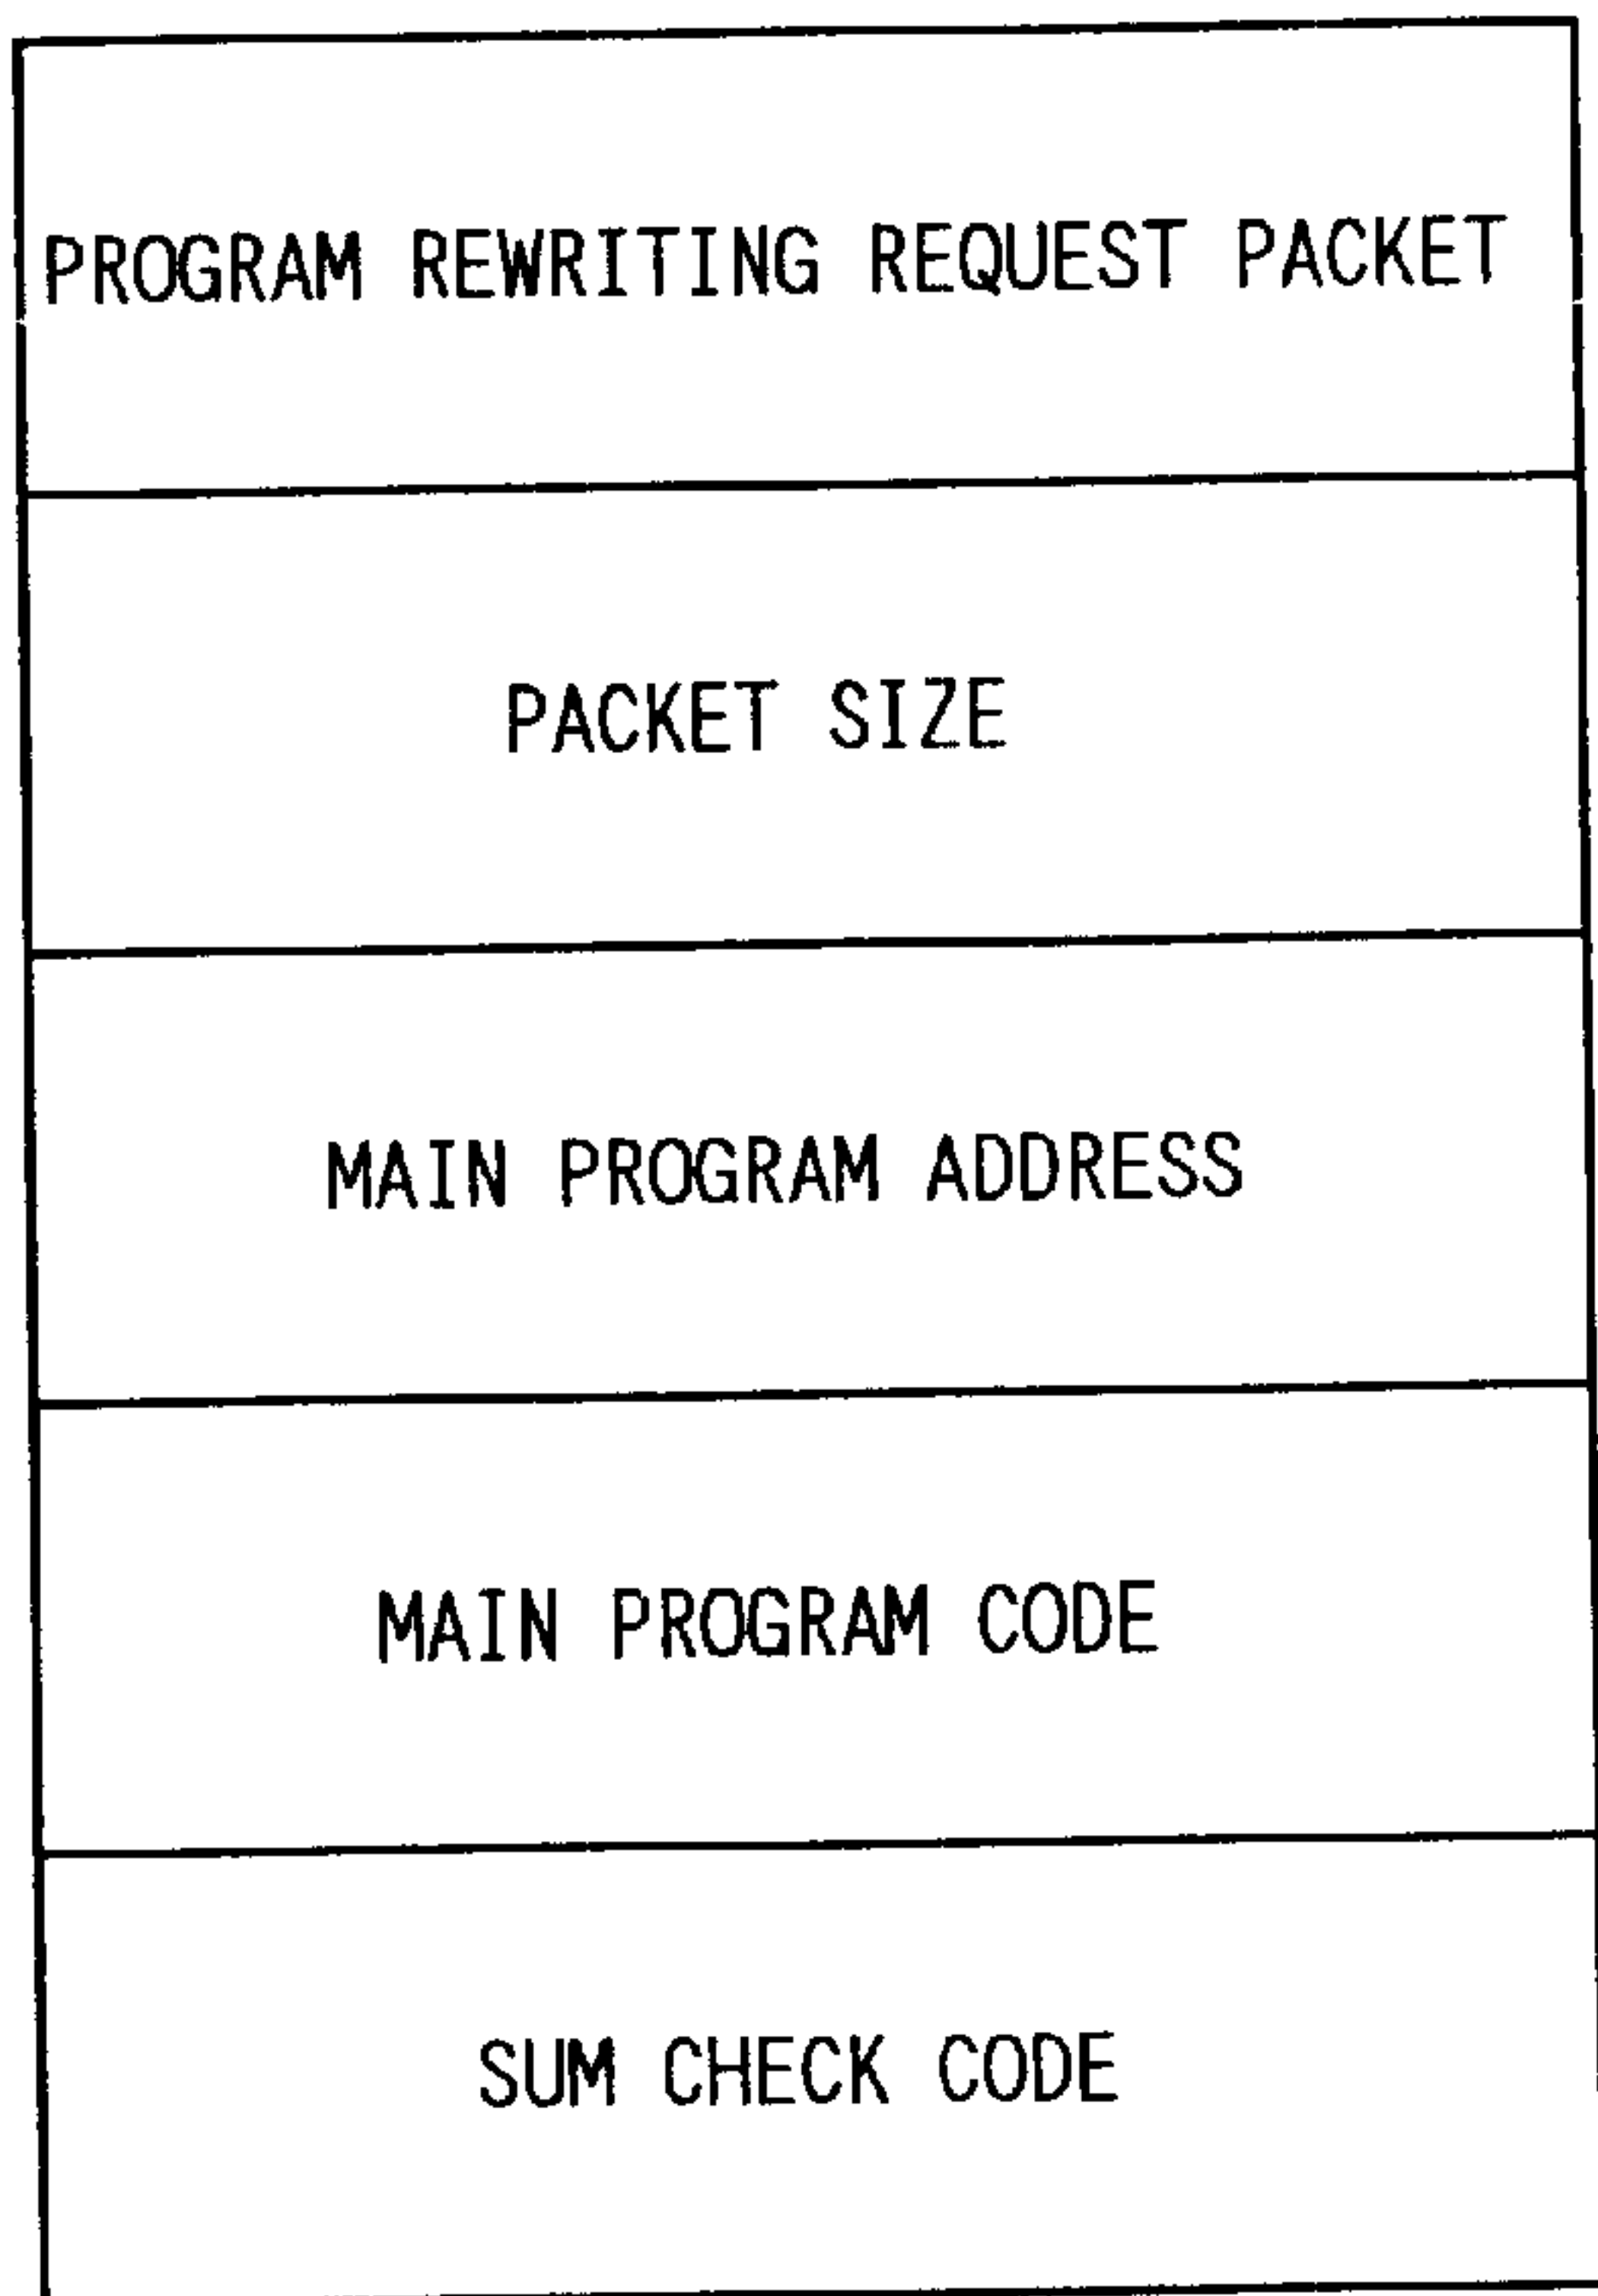 PROGRAM REWRITING REQUEST PACKET
PACKET SIZE
MAIN PROGRAM ADDRESS
MAIN PROGRAM CODE
SUM CHECK CODE